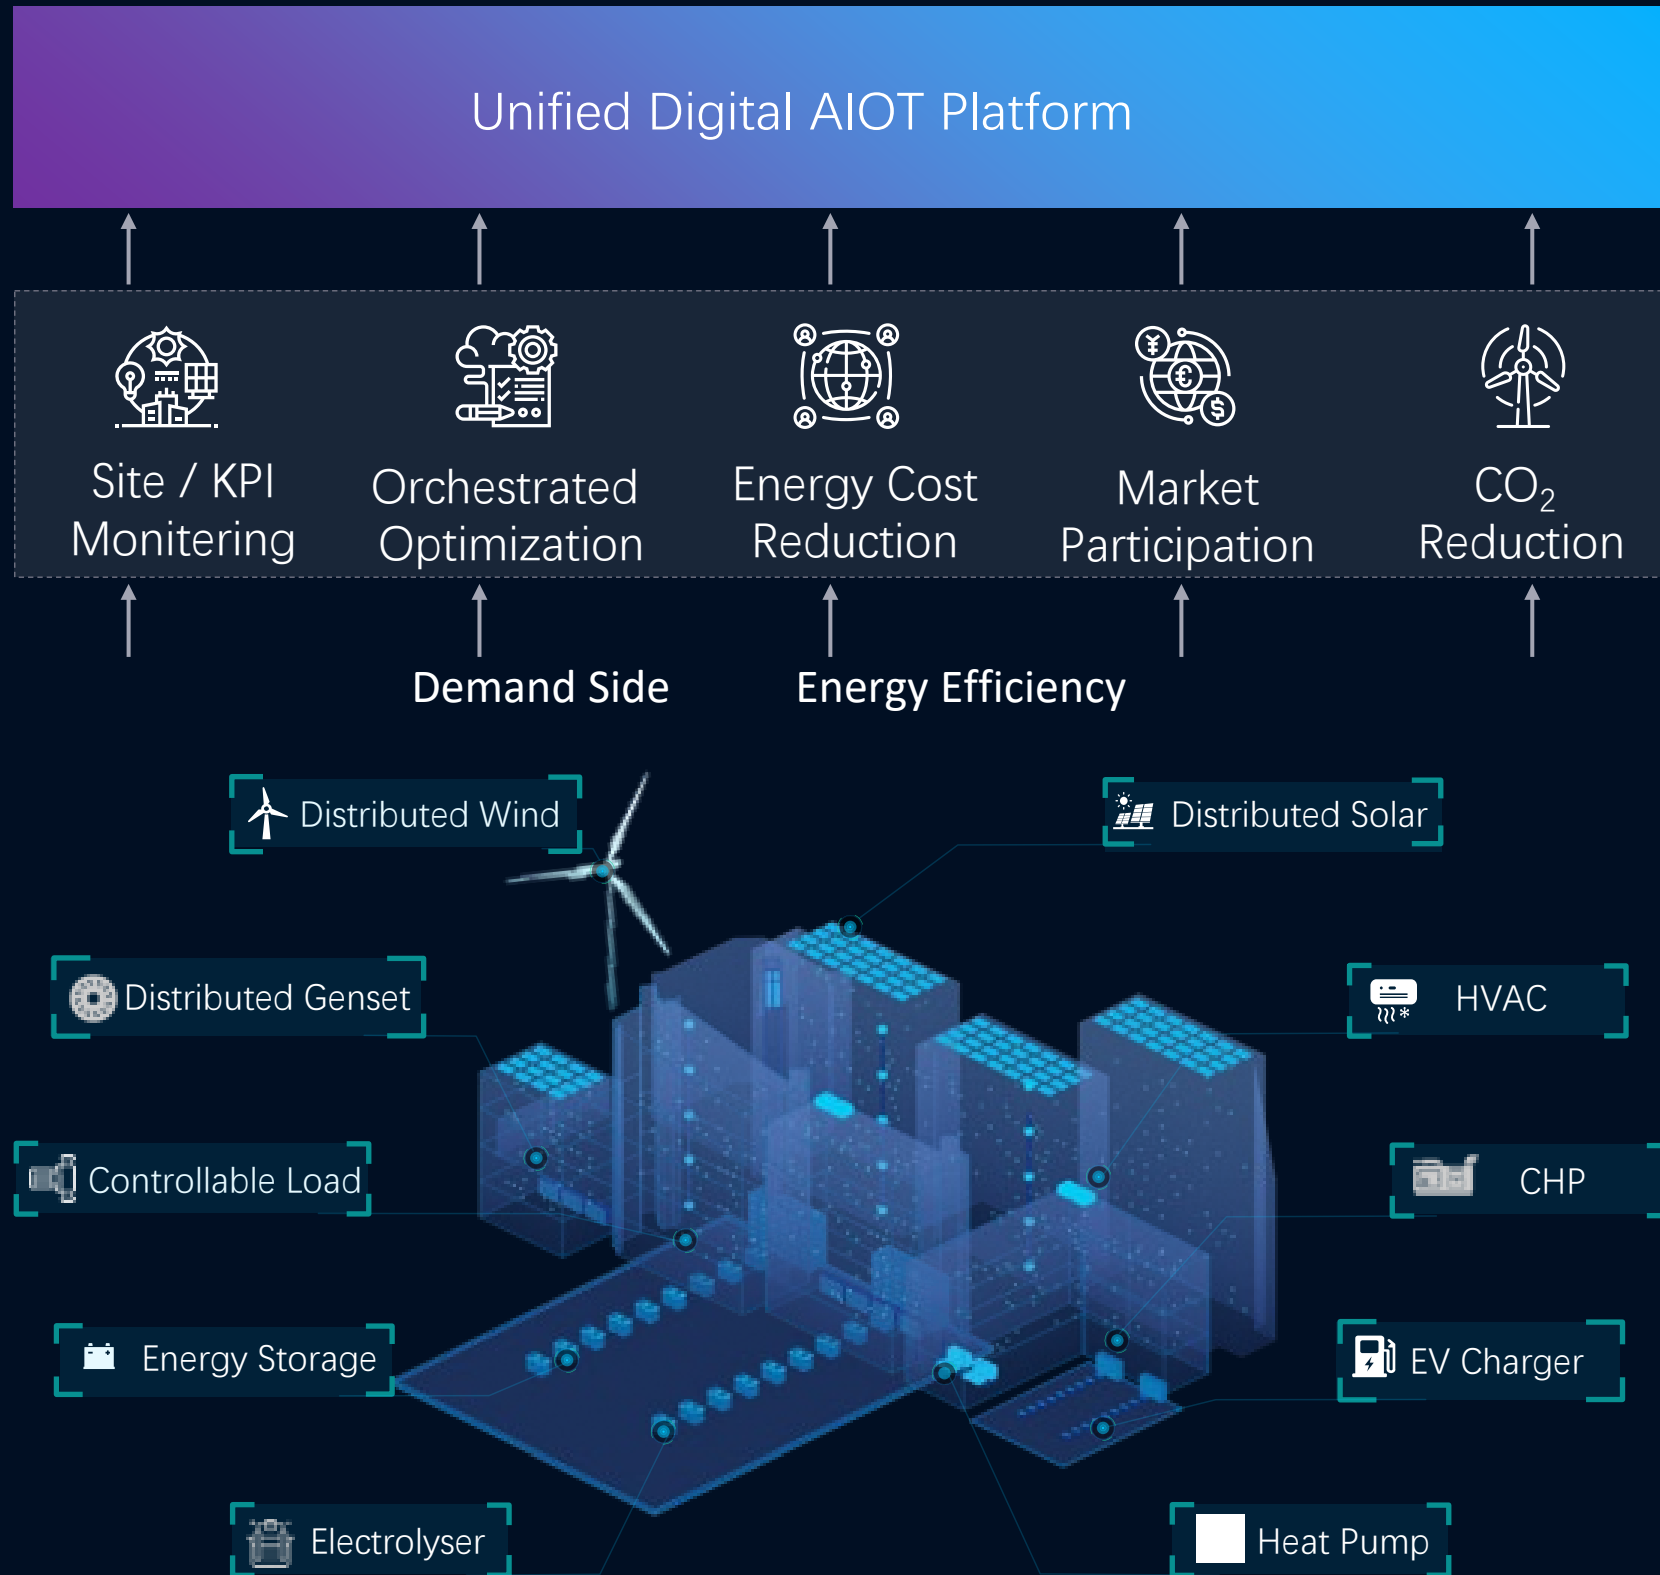 Unified Digital AIOT Platform
Site / KPI
Monitering
Orchestrated
Optimization
Energy Cost
Reduction
Market
Participation
CO₂
Reduction
Demand Side
Energy Efficiency
Distributed Wind
Distributed Solar
Distributed Genset
HVAC
Controllable Load
CHP
Energy Storage
EV Charger
Electrolyser
Heat Pump